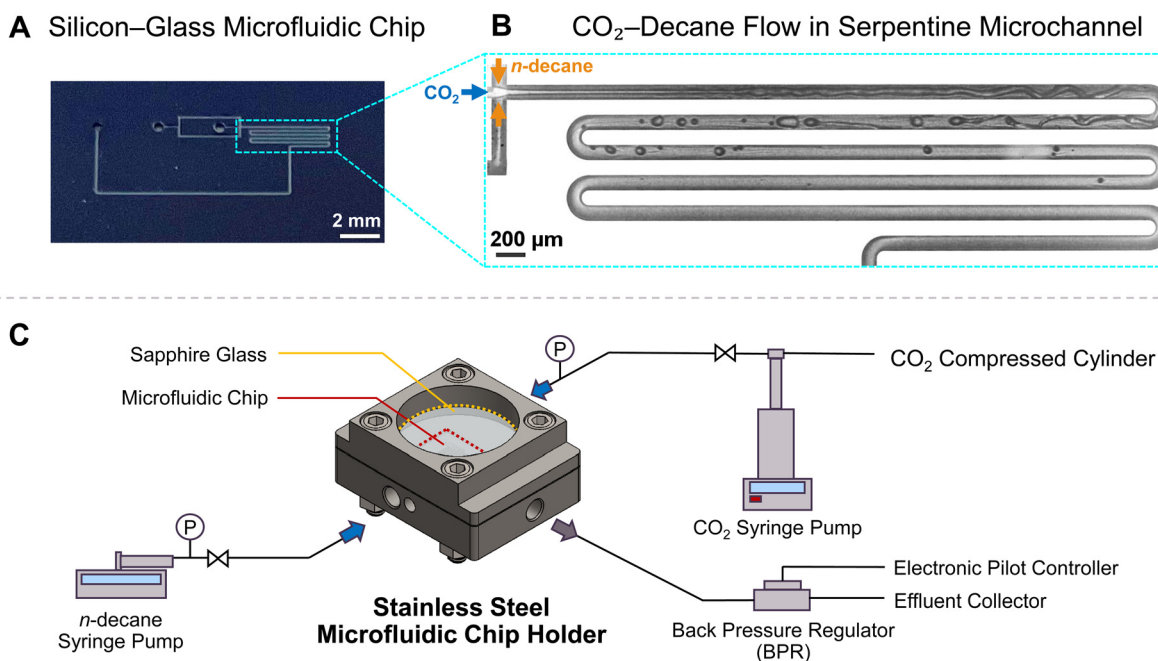 A Silicon–Glass Microfluidic Chip
2 mm
B CO₂–Decane Flow in Serpentine Microchannel
n-decane
CO₂
200 µm
C
Sapphire Glass
Microfluidic Chip
P
CO₂ Compressed Cylinder
CO₂ Syringe Pump
P
n-decane
Syringe Pump
Stainless Steel
Microfluidic Chip Holder
Electronic Pilot Controller
Effluent Collector
Back Pressure Regulator
(BPR)